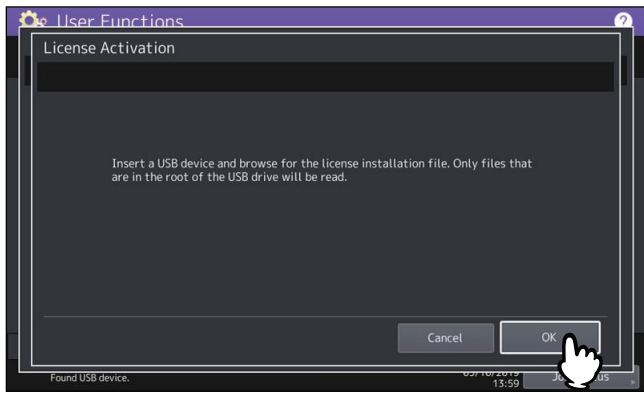 User Functions
?
License Activation
Insert a USB device and browse for the license installation file. Only files that
are in the root of the USB drive will be read.
Cancel
OK
Found USB device.
13:59